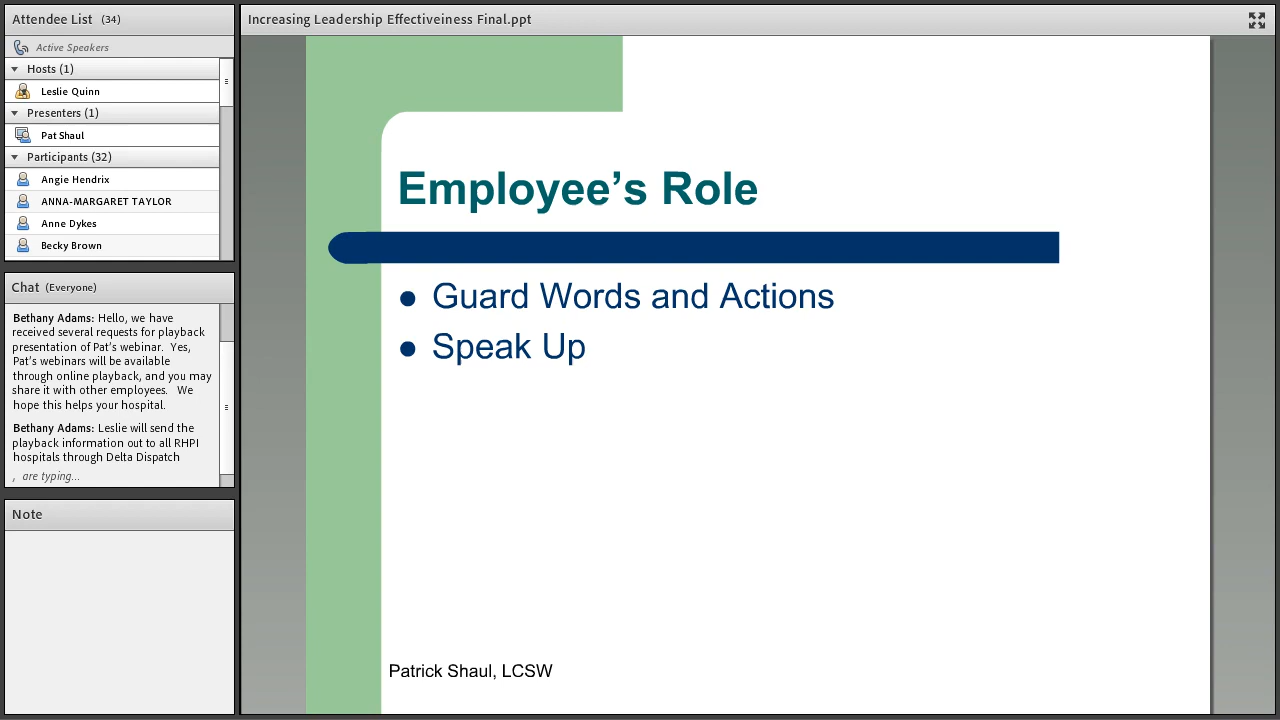 Attendee List (34)
Active Speakers
Hosts (1)
Leslie Quinn
Presenters (1)
Pat Shaul
Participants (32)
Angie Hendrix
ANNA-MARGARET TAYLOR
Anne Dykes
Becky Brown
Chat (Everyone)
Bethany Adams: Hello, we have
received several requests for playback
presentation of Pat's webinar. Yes,
Pat's webinars will be available
through online playback, and you may
share it with other employees. We
hope this helps your hospital.
Bethany Adams: Leslie will send the
playback information out to all RHPI
hospitals through Delta Dispatch
, are typing...
Note
Increasing Leadership Effectiveiness Final.ppt
Employee’s Role
● Guard Words and Actions
● Speak Up
Patrick Shaul, LCSW